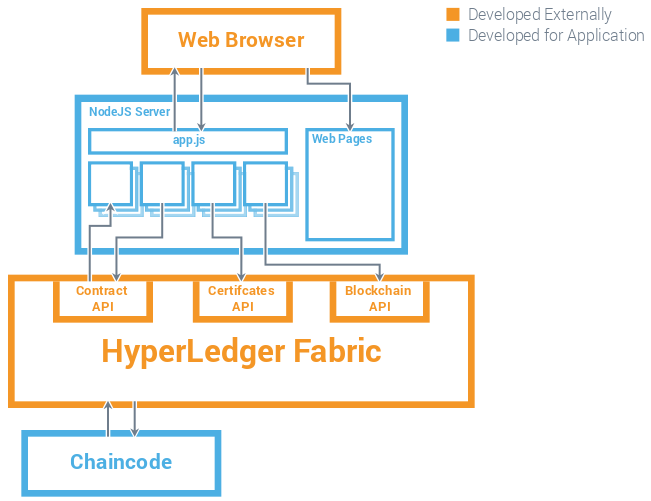 Developed Externally
Developed for Application
Web Browser
NodeJS Server
app.js
Web Pages
Contract
API
Certifcates
API
Blockchain
API
HyperLedger Fabric
Chaincode